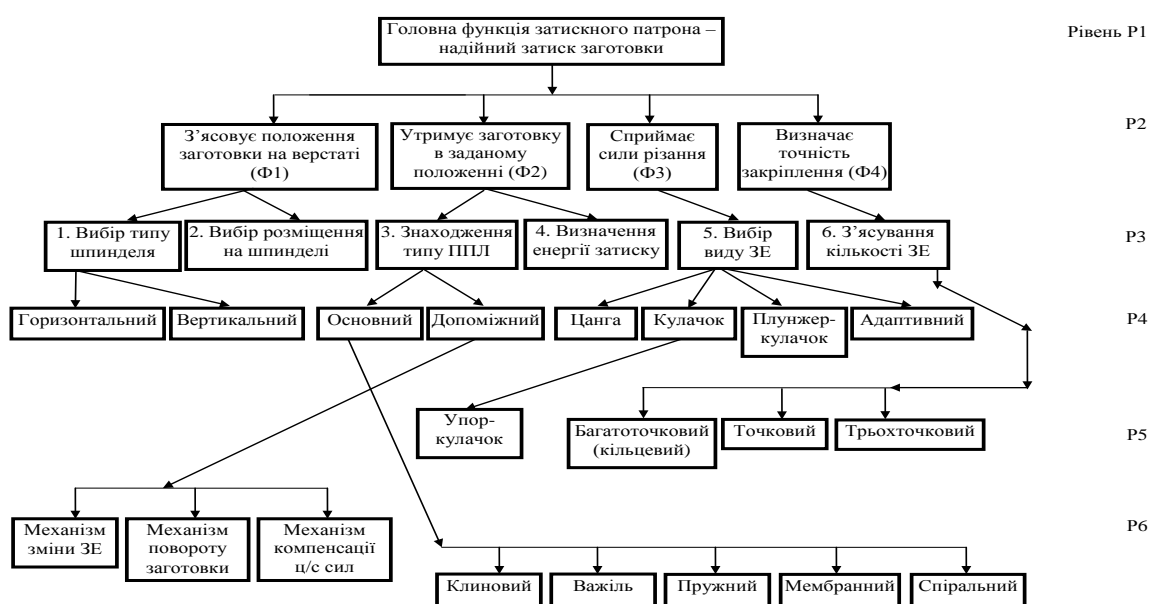 Головна функція затискного патрона –
надійний затиск заготовки
Рівень Р1
З’ясовує положення
заготовки на верстаті
(Ф1)
Утримує заготовку
в заданому
положенні (Ф2)
Сприймає
сили різання
(Ф3)
Визначає
точність
закріплення (Ф4)
Р2
1. Вибір типу
шпинделя
2. Вибір розміщення
на шпинделі
3. Знаходження
типу ППЛ
4. Визначення
енергії затиску
5. Вибір
виду ЗЕ
6. З’ясування
кількості ЗЕ
Р3
Горизонтальний
Вертикальний
Основний
Допоміжний
Цанга
Кулачок
Плунжер-
кулачок
Адаптивний
Р4
Упор-
кулачок
Багатоточковий
(кільцевий)
Точковий
Трьохточковий
Р5
Механізм
зміни ЗЕ
Механізм
повороту
заготовки
Механізм
компенсації
ц/с сил
Р6
Клиновий
Важіль
Пружний
Мембранний
Спіральний